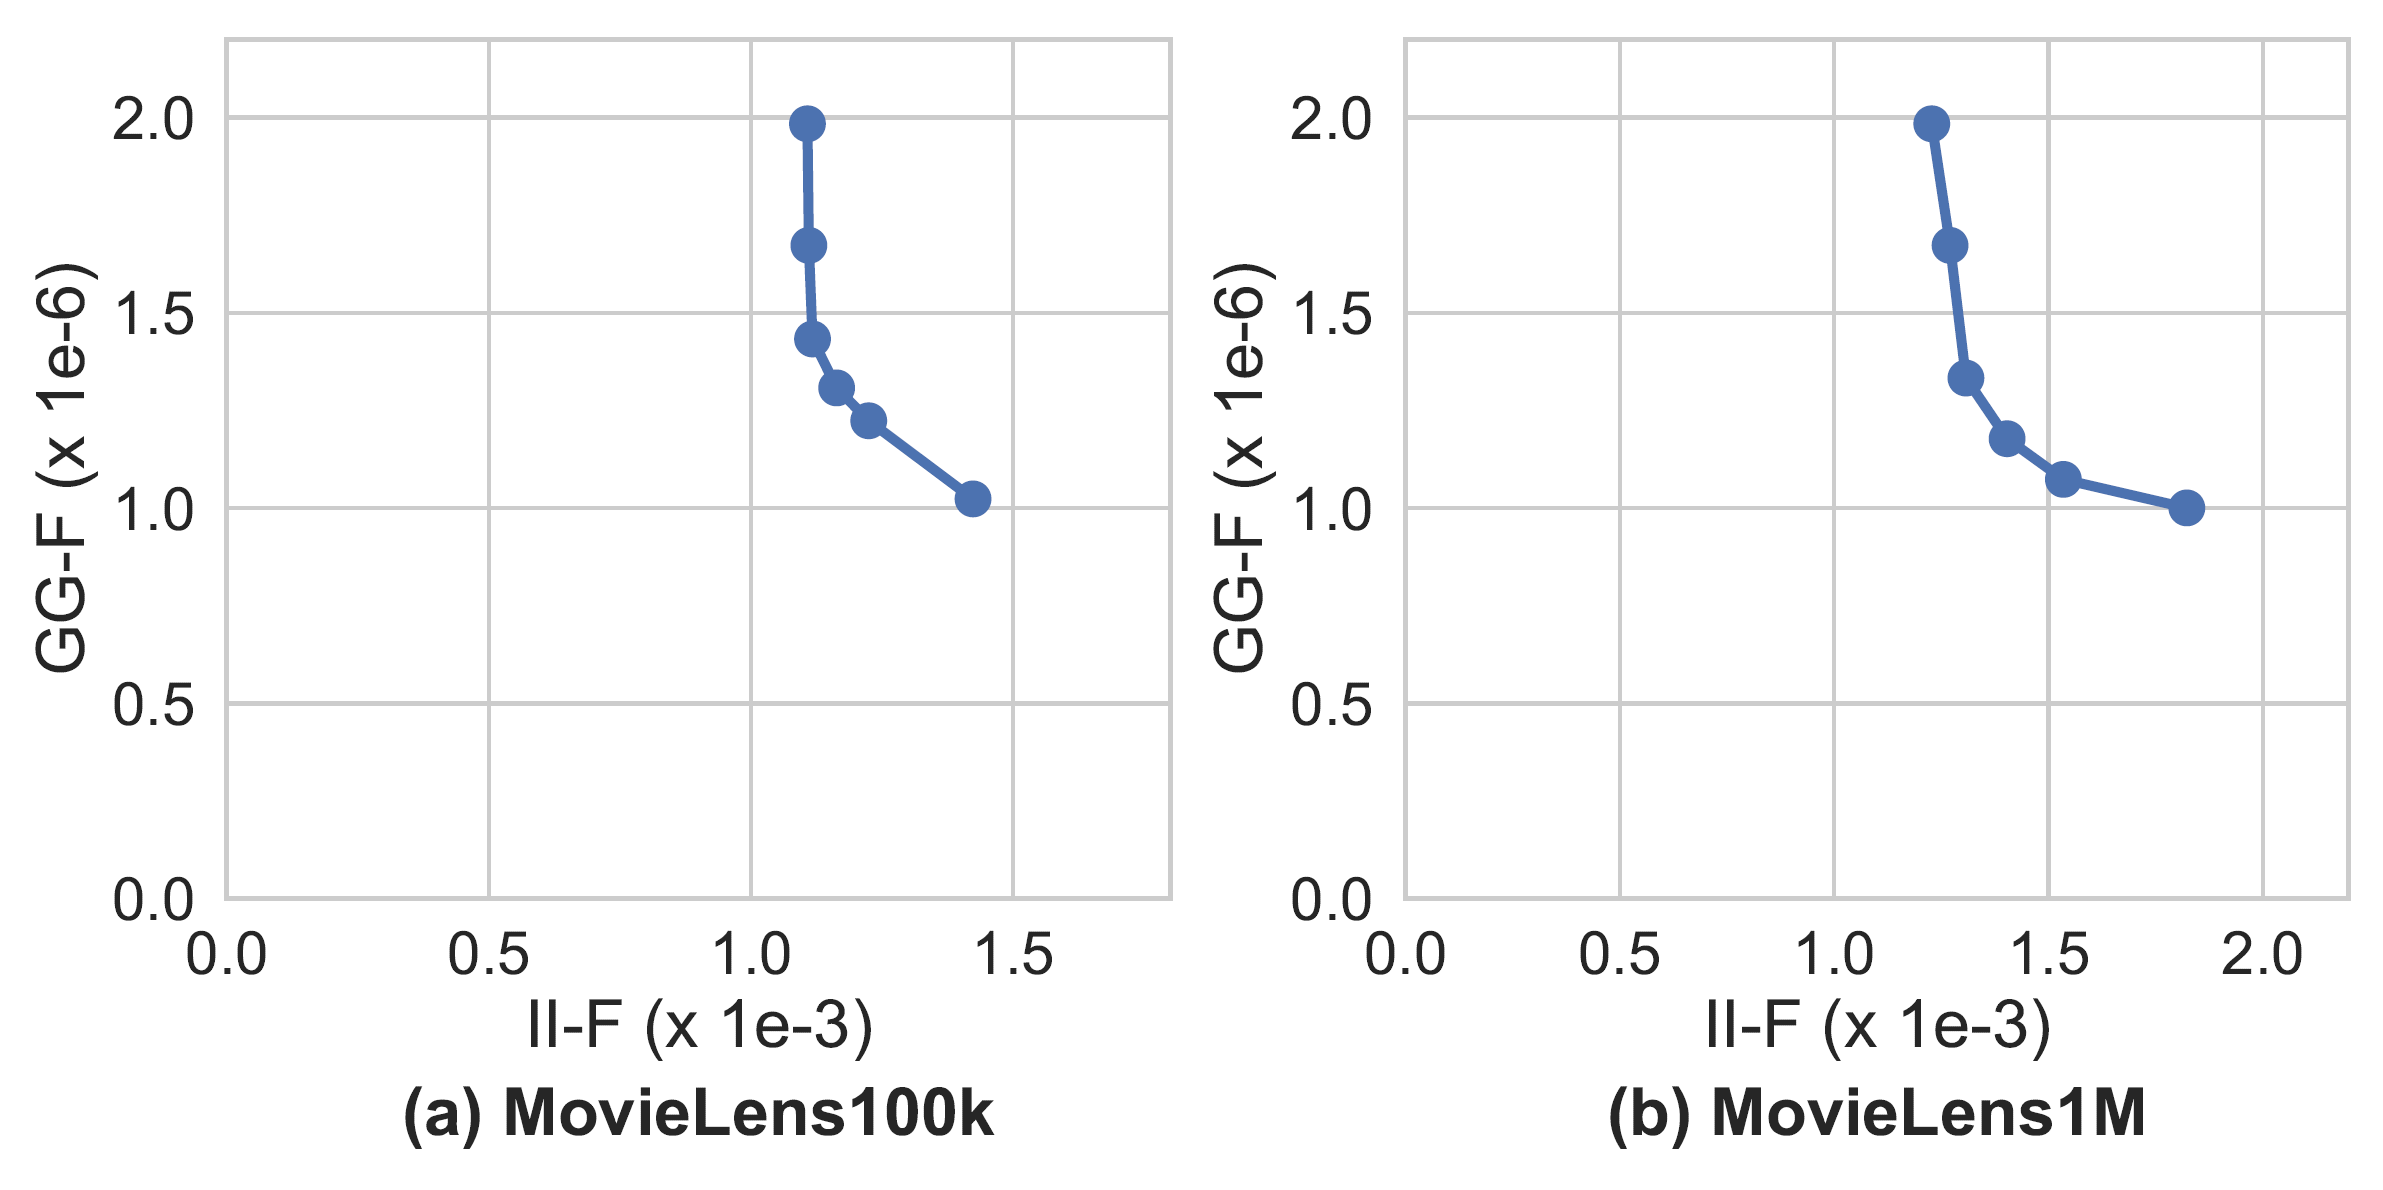 GG-F (x 1e-6)
2.0
1.5
1.0
0.5
0.0
0.0 0.5 1.0 1.5
II-F (x 1e-3)
(a) MovieLens100k
GG-F (x 1e-6)
2.0
1.5
1.0
0.5
0.0
0.0 0.5 1.0 1.5 2.0
II-F (x 1e-3)
(b) MovieLens1M